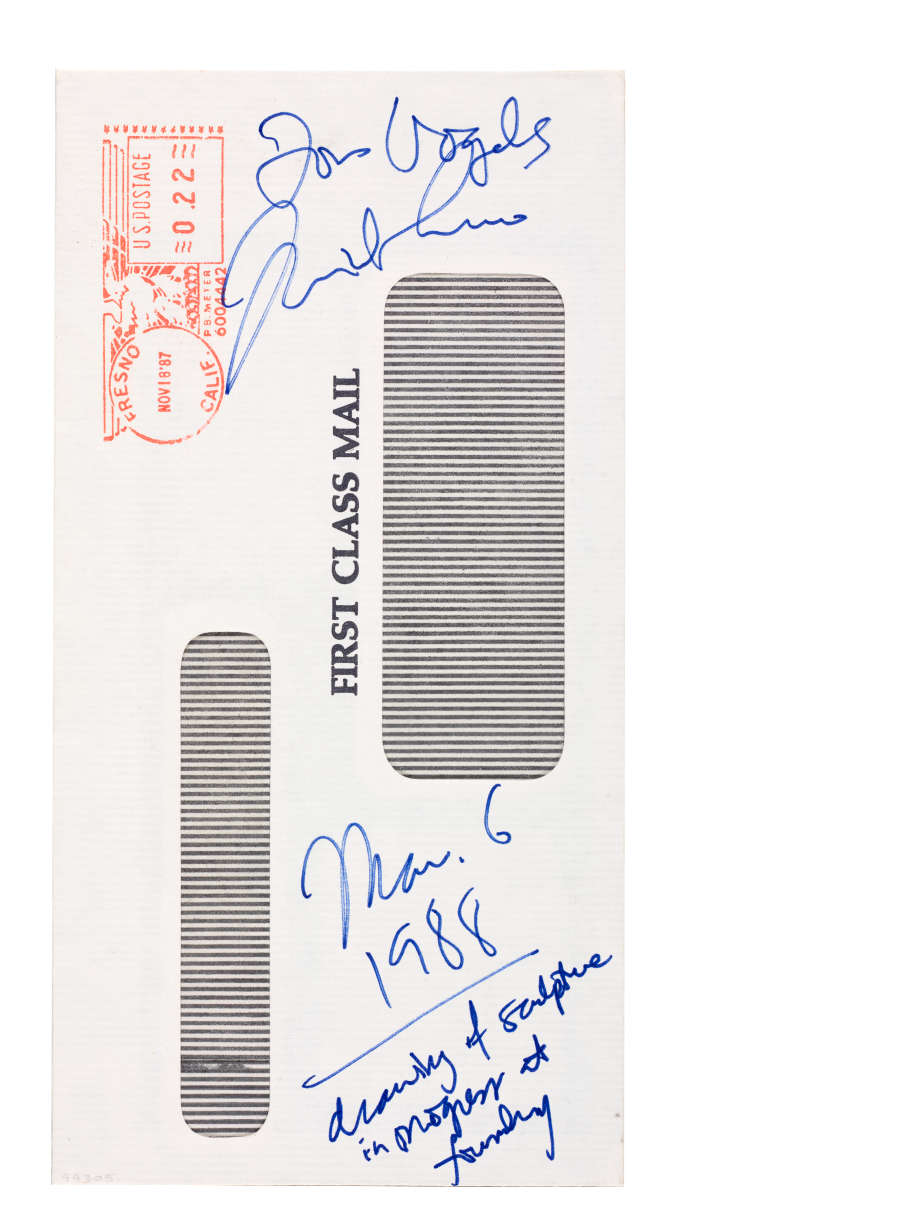 U.S. POSTAGE
0.22
P.B. METER
6004442
FRESNO
CALIF.
NOV 18 '87
FIRST CLASS MAIL
For Vogels
Mar. 6
1988
drawing of sculpture
in progress at
foundry
99305